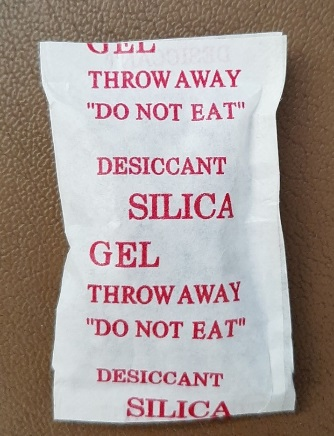 GEL
THROW AWAY
"DO NOT EAT"
DESICCANT
SILICA
GEL
THROW AWAY
"DO NOT EAT"
DESICCANT
SILICA